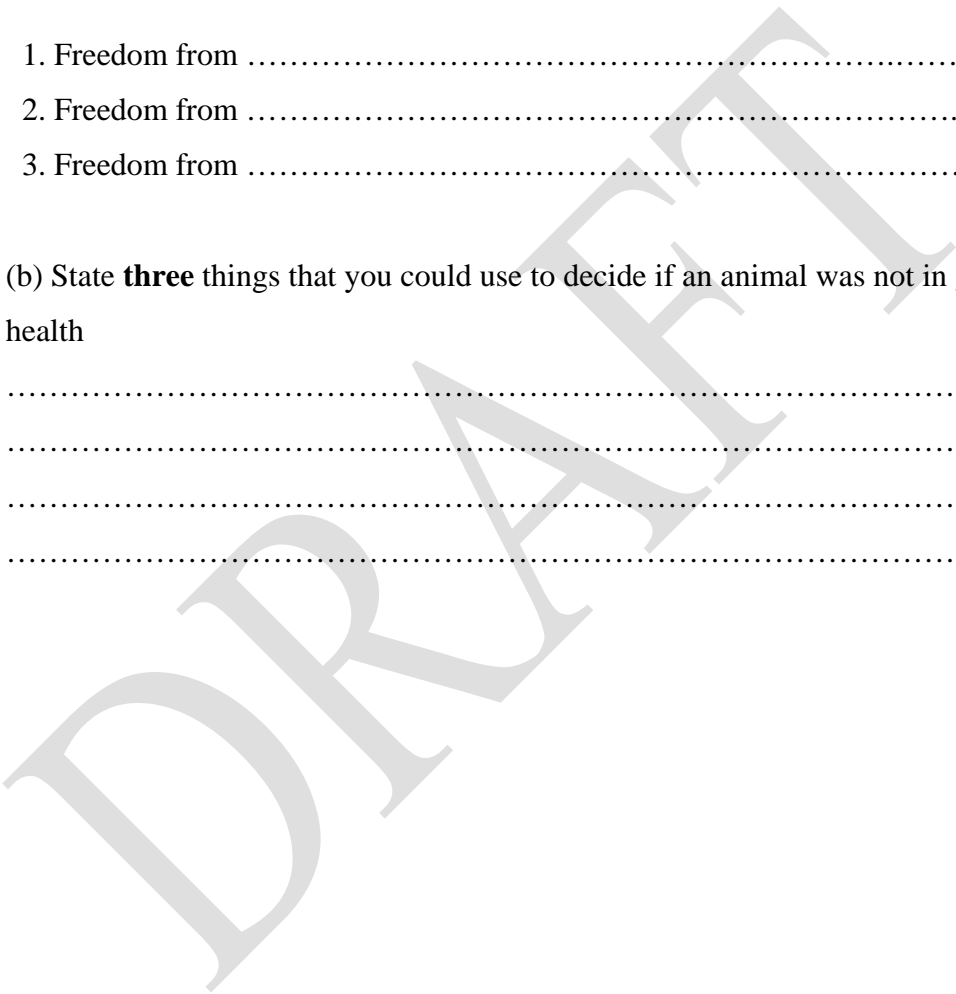 1. Freedom from ……………………………………………………….……
2. Freedom from …………………………………………………………..
3. Freedom from ……………………………………………………………
(b) State three things that you could use to decide if an animal was not in
health
………………………………………………………………………………
………………………………………………………………………………
………………………………………………………………………………
………………………………………………………………………………
DRAFT